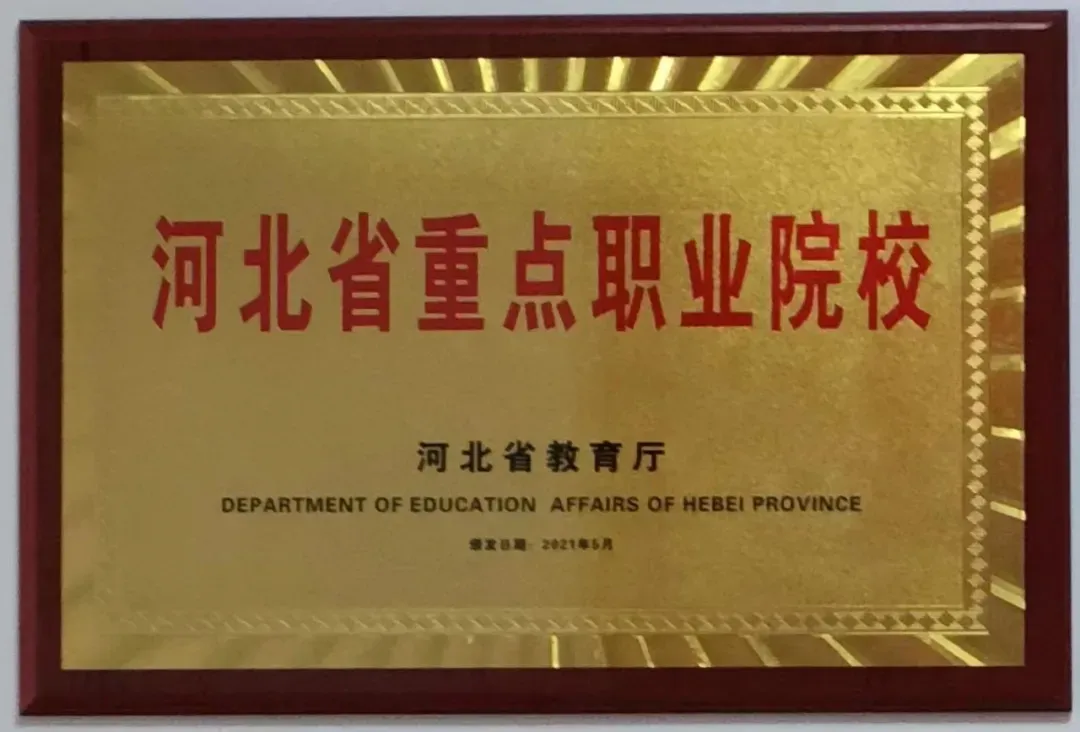 河北省重点职业院校
河北省教育厅
DEPARTMENT OF EDUCATION AFFAIRS OF HEBEI PROVINCE
颁发日期：2021年5月